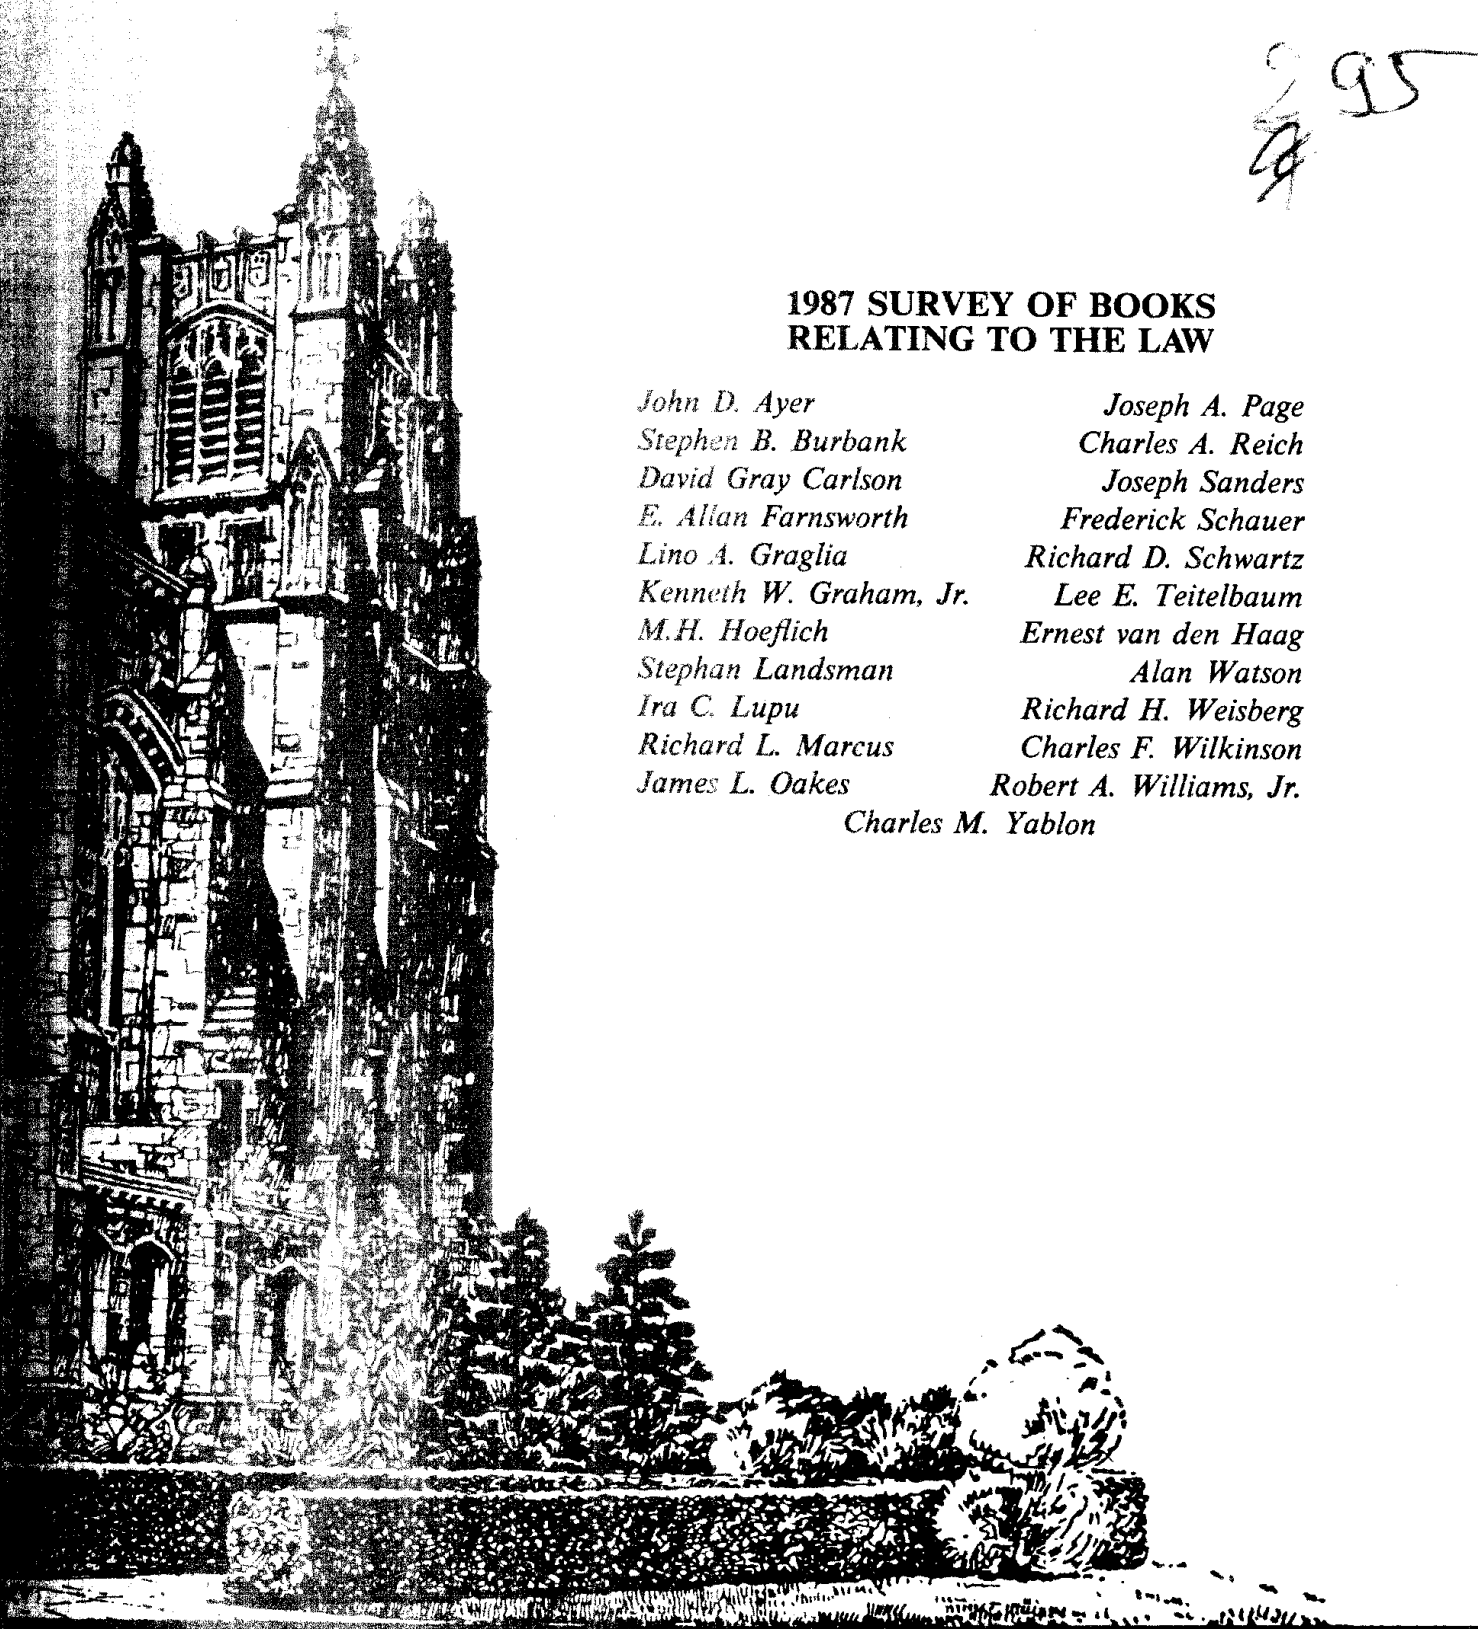 95
1987 SURVEY OF BOOKS
RELATING TO THE LAW
John D. Ayer Joseph A. Page
Stephen B. Burbank Charles A. Reich
David Gray Carlson Joseph Sanders
E. Allan Farnsworth Frederick Schauer
Lino A. Graglia Richard D. Schwartz
Kenneth W. Graham, Jr. Lee E. Teitelbaum
M.H. Hoeflich Ernest van den Haag
Stephan Landsman Alan Watson
Ira C. Lupu Richard H. Weisberg
Richard L. Marcus Charles F. Wilkinson
James L. Oakes Robert A. Williams, Jr.
Charles M. Yablon